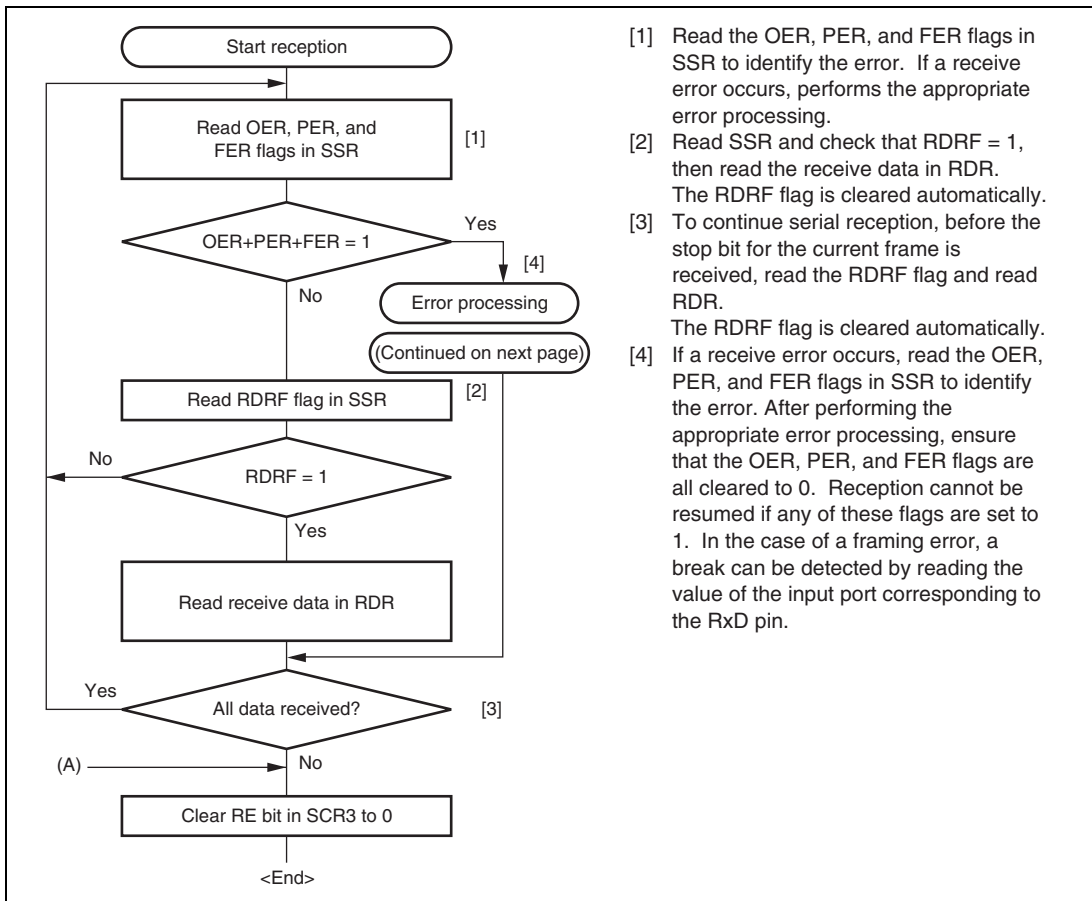 Start reception
Read OER, PER, and
FER flags in SSR
[1]
OER+PER+FER = 1
Yes
[4]
No
Error processing
(Continued on next page)
Read RDRF flag in SSR
[2]
No
RDRF = 1
Yes
Read receive data in RDR
Yes
All data received?
[3]
(A)
No
Clear RE bit in SCR3 to 0
<End>
[1] Read the OER, PER, and FER flags in
SSR to identify the error. If a receive
error occurs, performs the appropriate
error processing.
[2] Read SSR and check that RDRF = 1,
then read the receive data in RDR.
The RDRF flag is cleared automatically.
[3] To continue serial reception, before the
stop bit for the current frame is
received, read the RDRF flag and read
RDR.
The RDRF flag is cleared automatically.
[4] If a receive error occurs, read the OER,
PER, and FER flags in SSR to identify
the error. After performing the
appropriate error processing, ensure
that the OER, PER, and FER flags are
all cleared to 0. Reception cannot be
resumed if any of these flags are set to
1. In the case of a framing error, a
break can be detected by reading the
value of the input port corresponding to
the RxD pin.